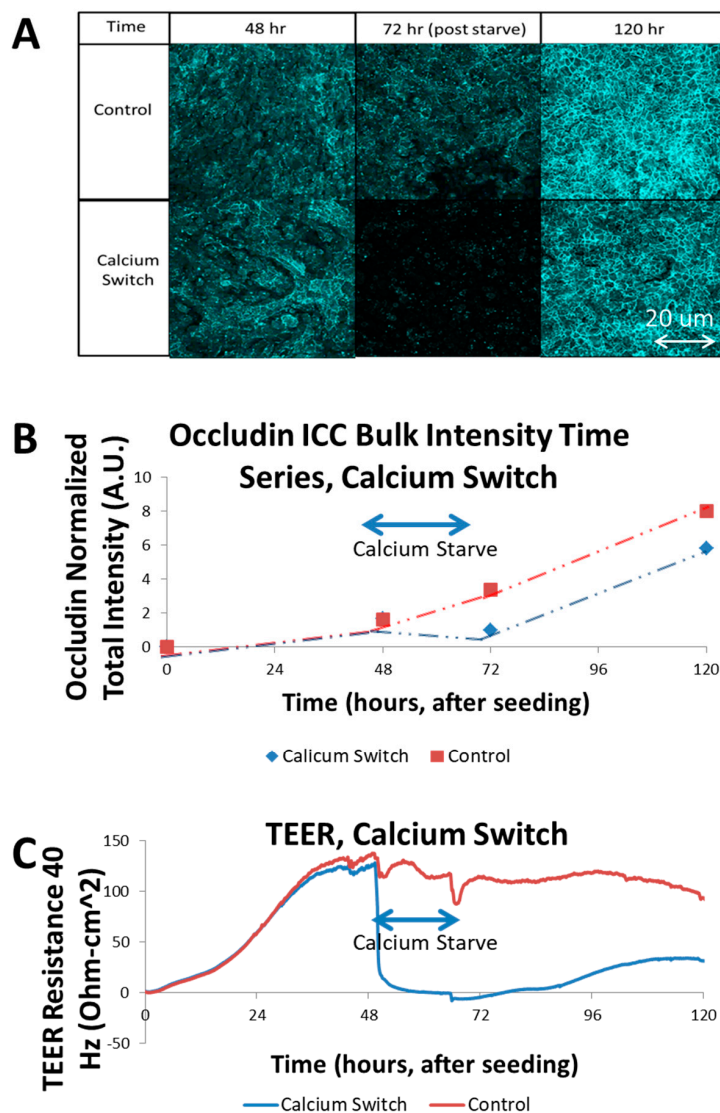 A
Time 48 hr 72 hr (post starve) 120 hr
Control
Calcium
Switch
20 um
B
Occludin ICC Bulk Intensity Time
Series, Calcium Switch
Occludin Normalized
Total Intensity (A.U.)
10
8
6
4
2
0
Calcium Starve
0 24 48 72 96 120
Time (hours, after seeding)
Calicum Switch Control
C
TEER, Calcium Switch
TEER Resistance 40
Hz (Ohm-cm^2)
150
100
50
0
-50
Calcium Starve
0 24 48 72 96 120
Time (hours, after seeding)
Calcium Switch Control